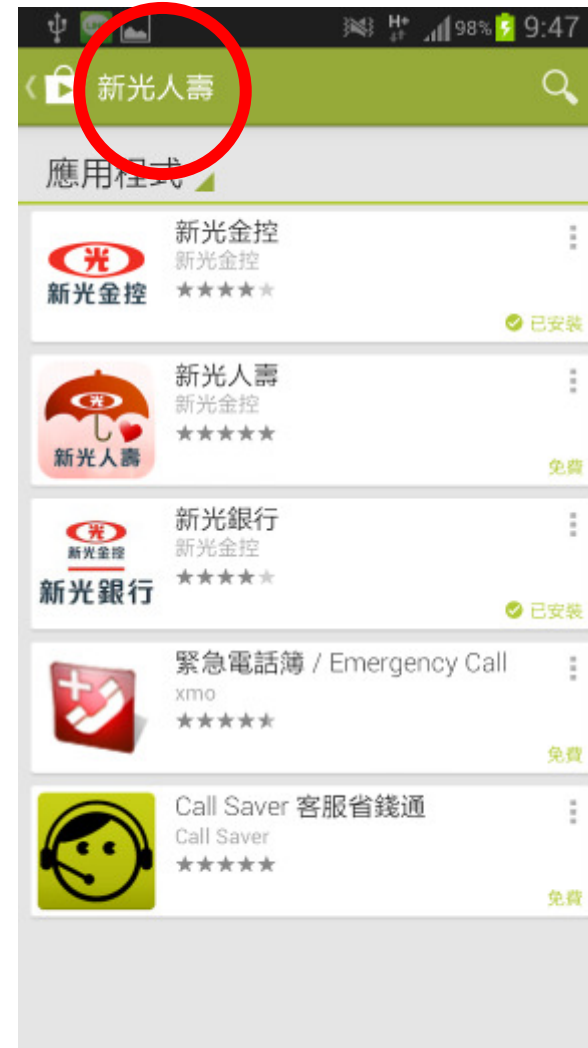 H+ 98% 9:47
新光人壽
應用程式
光
新光金控
新光金控
新光金控
已安裝
光
新光人壽
新光人壽
新光金控
免費
光
新光金控
新光銀行
新光銀行
新光金控
已安裝
緊急電話簿 / Emergency Call
xmo
免費
Call Saver 客服省錢通
Call Saver
免費